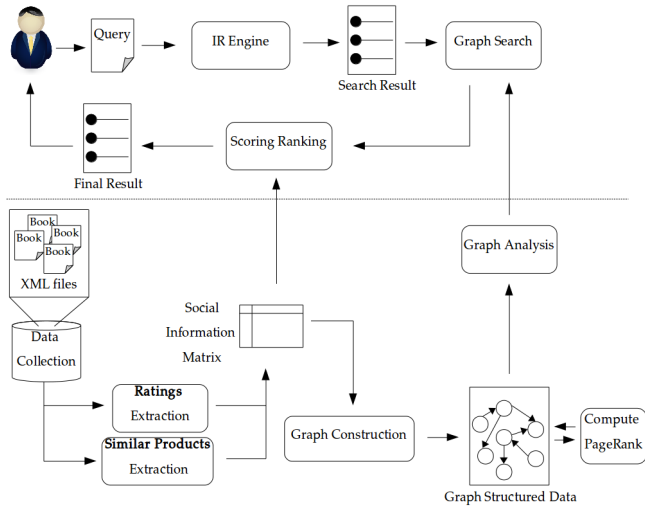 Query
IR Engine
Search Result
Graph Search
Final Result
Scoring Ranking
Book
Book
Book
Book
XML files
Data
Collection
Ratings
Extraction
Similar Products
Extraction
Social
Information
Matrix
Graph Construction
Graph Analysis
Graph Structured Data
Compute
PageRank